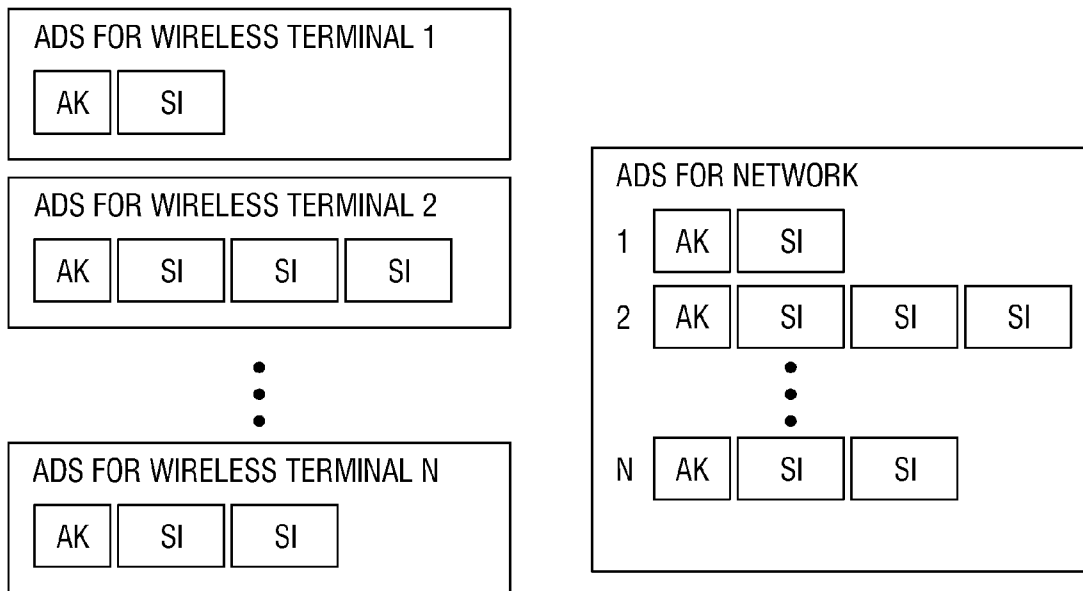 ADS FOR WIRELESS TERMINAL 1
AK SI
ADS FOR WIRELESS TERMINAL 2
AK SI SI SI
ADS FOR WIRELESS TERMINAL N
AK SI SI
ADS FOR NETWORK
1 AK SI
2 AK SI SI SI
N AK SI SI